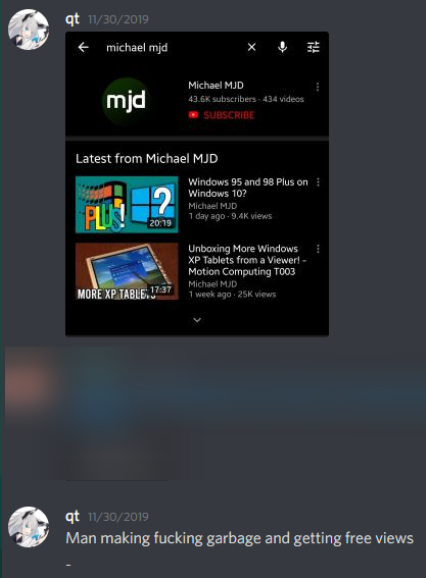 qt 11/30/2019
michael mjd
mjd
Michael MJD
43.6K subscribers · 434 videos
SUBSCRIBE
Latest from Michael MJD
PLUS!
?
20:19
Windows 95 and 98 Plus on
Windows 10?
Michael MJD
1 day ago · 9.4K views
MORE XP TABLETS
17:37
Unboxing More Windows
XP Tablets from a Viewer! -
Motion Computing T003
Michael MJD
1 week ago · 25K views
qt 11/30/2019
Man making fucking garbage and getting free views
-